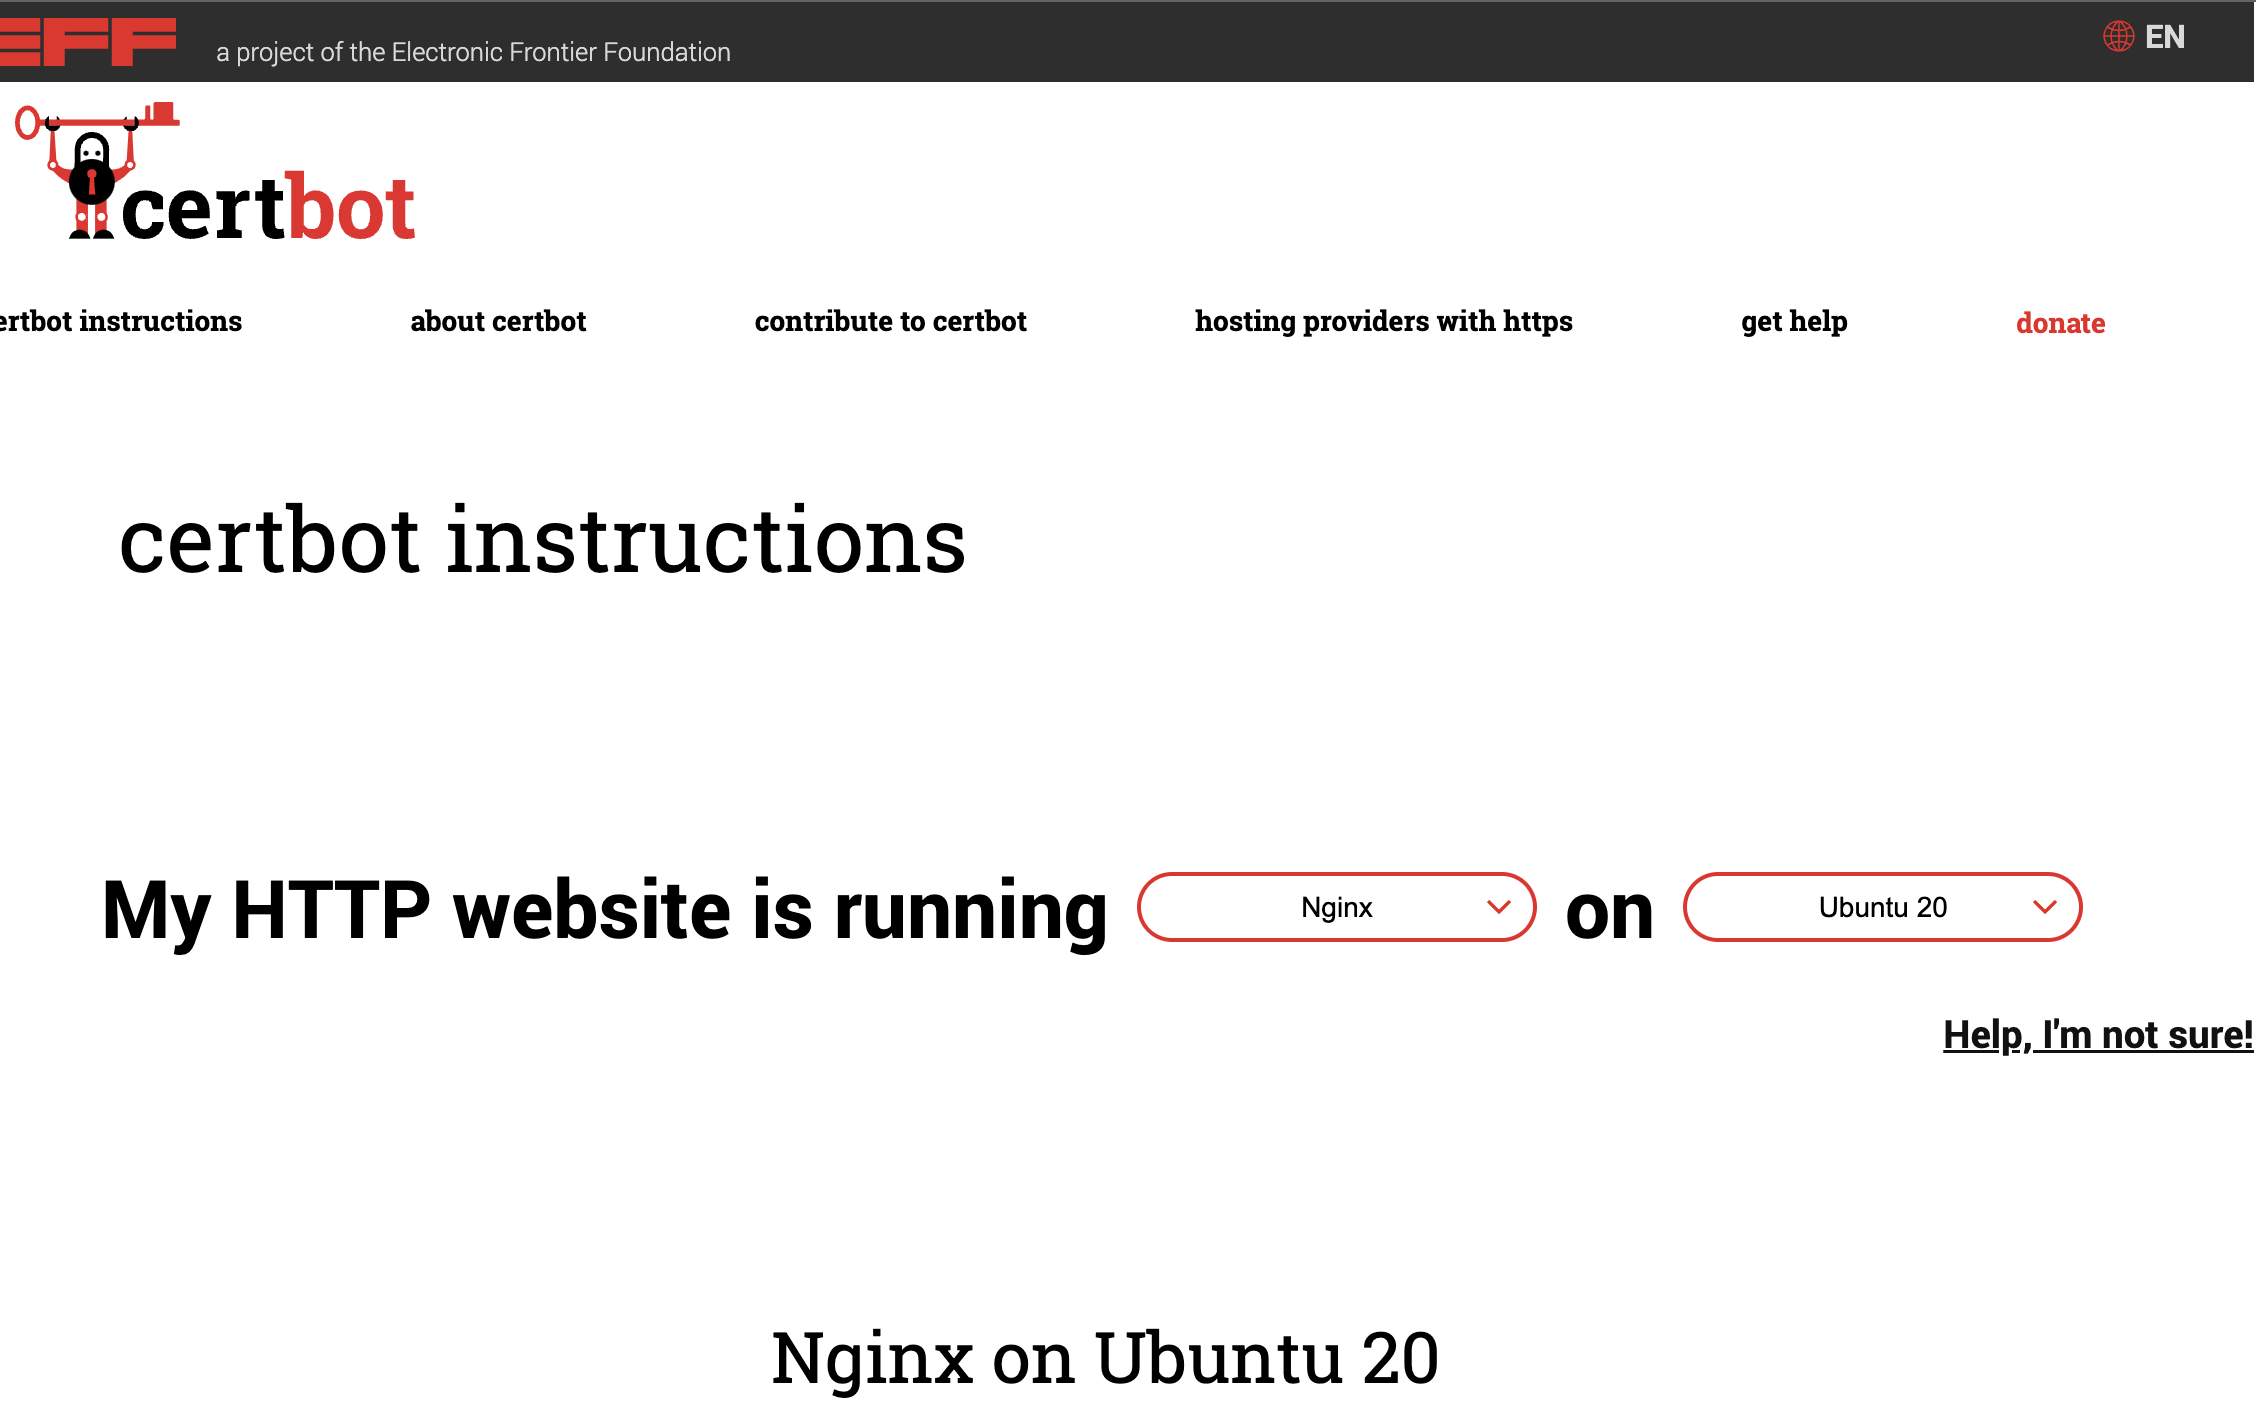 EFF
a project of the Electronic Frontier Foundation
EN
certbot
ertbot instructions
about certbot
contribute to certbot
hosting providers with https
get help
donate
certbot instructions
My HTTP website is running Nginx on Ubuntu 20
Help, I'm not sure!
Nginx on Ubuntu 20